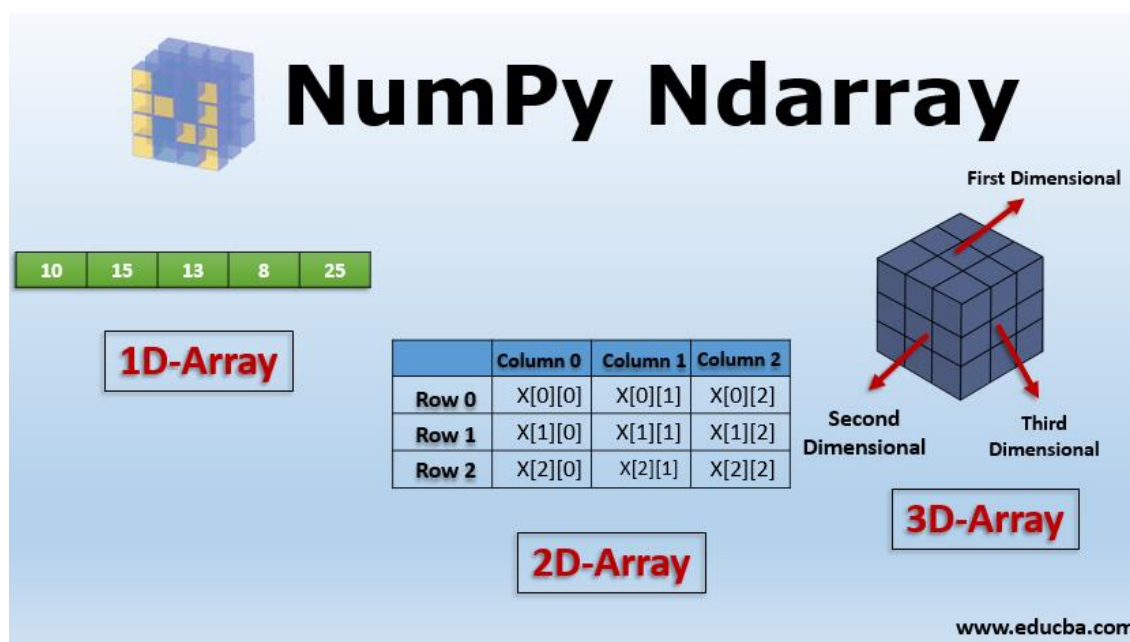 NumPy Ndarray
First Dimensional
10 15 13 8 25
1D-Array
Column 0 Column 1 Column 2
Row 0 X[0][0] X[0][1] X[0][2]
Row 1 X[1][0] X[1][1] X[1][2]
Row 2 X[2][0] X[2][1] X[2][2]
2D-Array
Second
Dimensional
Third
Dimensional
3D-Array
www.educba.com